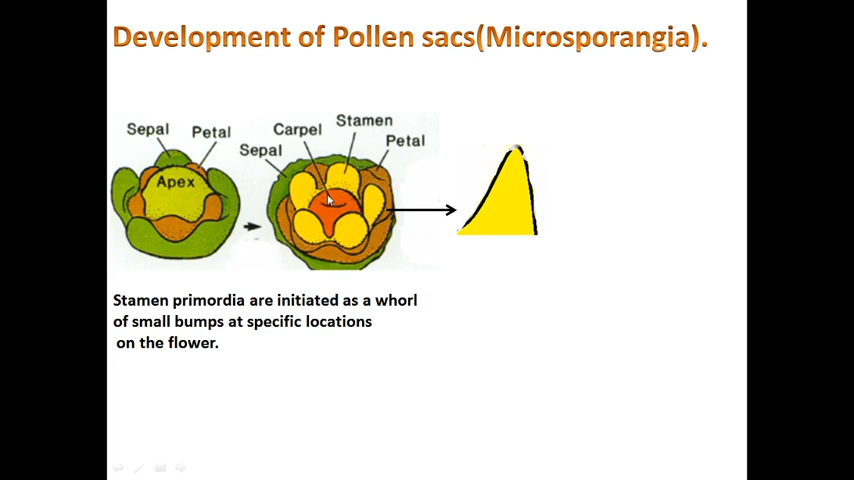 Development of Pollen sacs(Microsporangia).
Sepal
Petal
Apex
Carpel
Stamen
Sepal
Petal
Stamen primordia are initiated as a whorl
of small bumps at specific locations
on the flower.